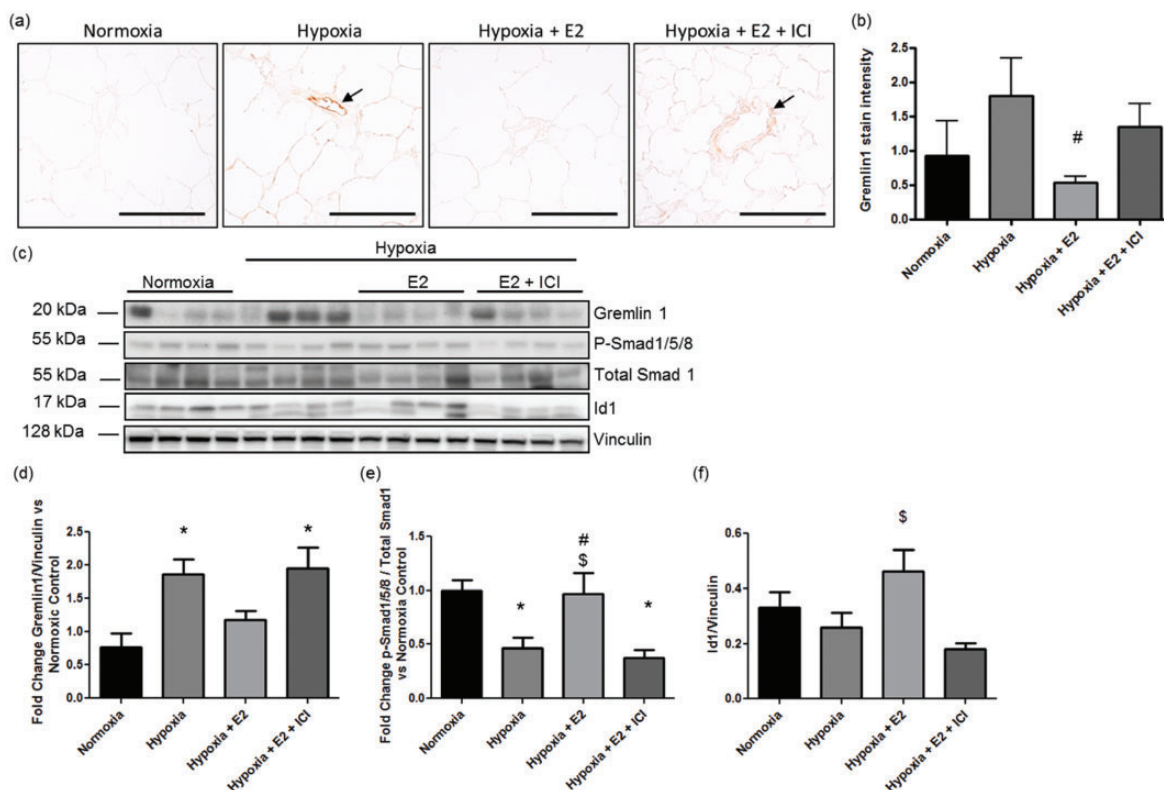 (a)
Normoxia
Hypoxia
Hypoxia + E2
Hypoxia + E2 + ICI
(b)
Gremlin1 stain intensity
2.5
2.0
1.5
1.0
0.5
0.0
#
Normoxia
Hypoxia
Hypoxia + E2
Hypoxia + E2 + ICI
(c)
Hypoxia
Normoxia
E2
E2 + ICI
20 kDa
Gremlin 1
55 kDa
P-Smad1/5/8
55 kDa
Total Smad 1
17 kDa
Id1
128 kDa
Vinculin
(d)
Fold Change Gremlin1/Vinculin vs
Normoxic Control
2.5
2.0
1.5
1.0
0.5
0.0
*
*
Normoxia
Hypoxia
Hypoxia + E2
Hypoxia + E2 + ICI
(e)
Fold Change p-Smad1/5/8 / Total Smad1
vs Normoxia Control
1.5
1.0
0.5
0.0
*
#
$
*
Normoxia
Hypoxia
Hypoxia + E2
Hypoxia + E2 + ICI
(f)
Id1/Vinculin
0.6
0.4
0.2
0.0
$
Normoxia
Hypoxia
Hypoxia + E2
Hypoxia + E2 + ICI